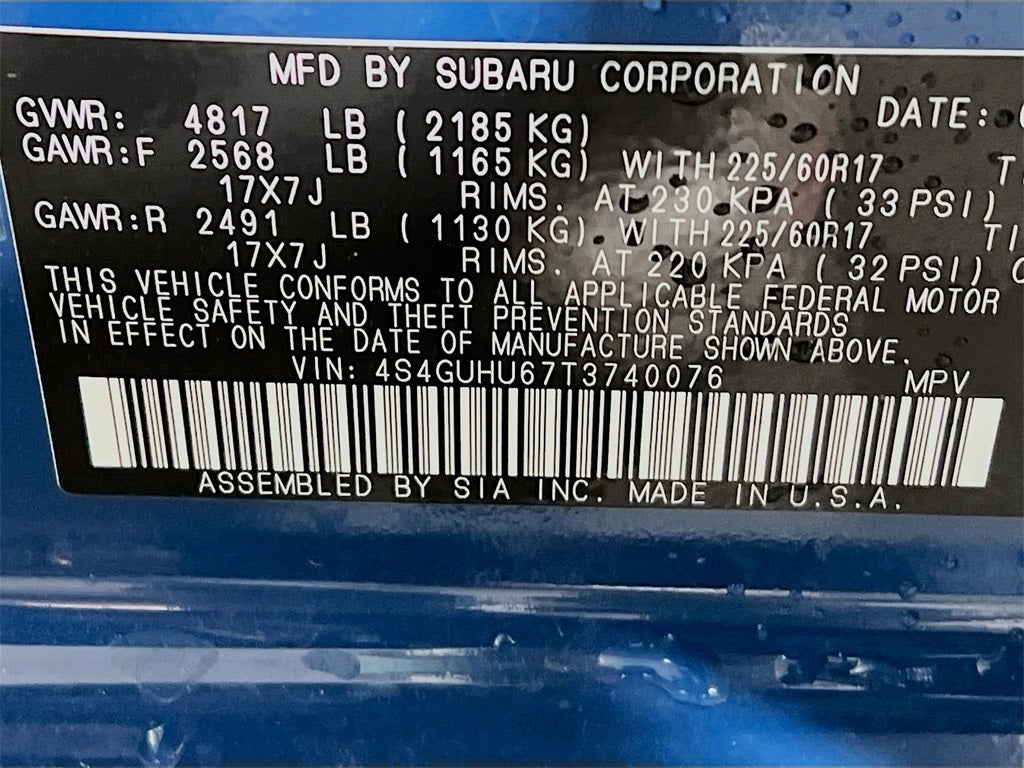 MFD BY SUBARU CORPORATION
GVWR: 4817 LB ( 2185 KG) DATE:
GAWR:F 2568 LB ( 1165 KG) WITH 225/60R17
17X7J RIMS. AT 230 KPA ( 33 PSI)
GAWR:R 2491 LB ( 1130 KG) WITH 225/60R17
17X7J RIMS. AT 220 KPA ( 32 PSI)
THIS VEHICLE CONFORMS TO ALL APPLICABLE FEDERAL MOTOR
VEHICLE SAFETY AND THEFT PREVENTION STANDARDS
IN EFFECT ON THE DATE OF MANUFACTURE SHOWN ABOVE.
VIN: 4S4GUHU67T3740076 MPV
ASSEMBLED BY SIA INC. MADE IN U.S.A.